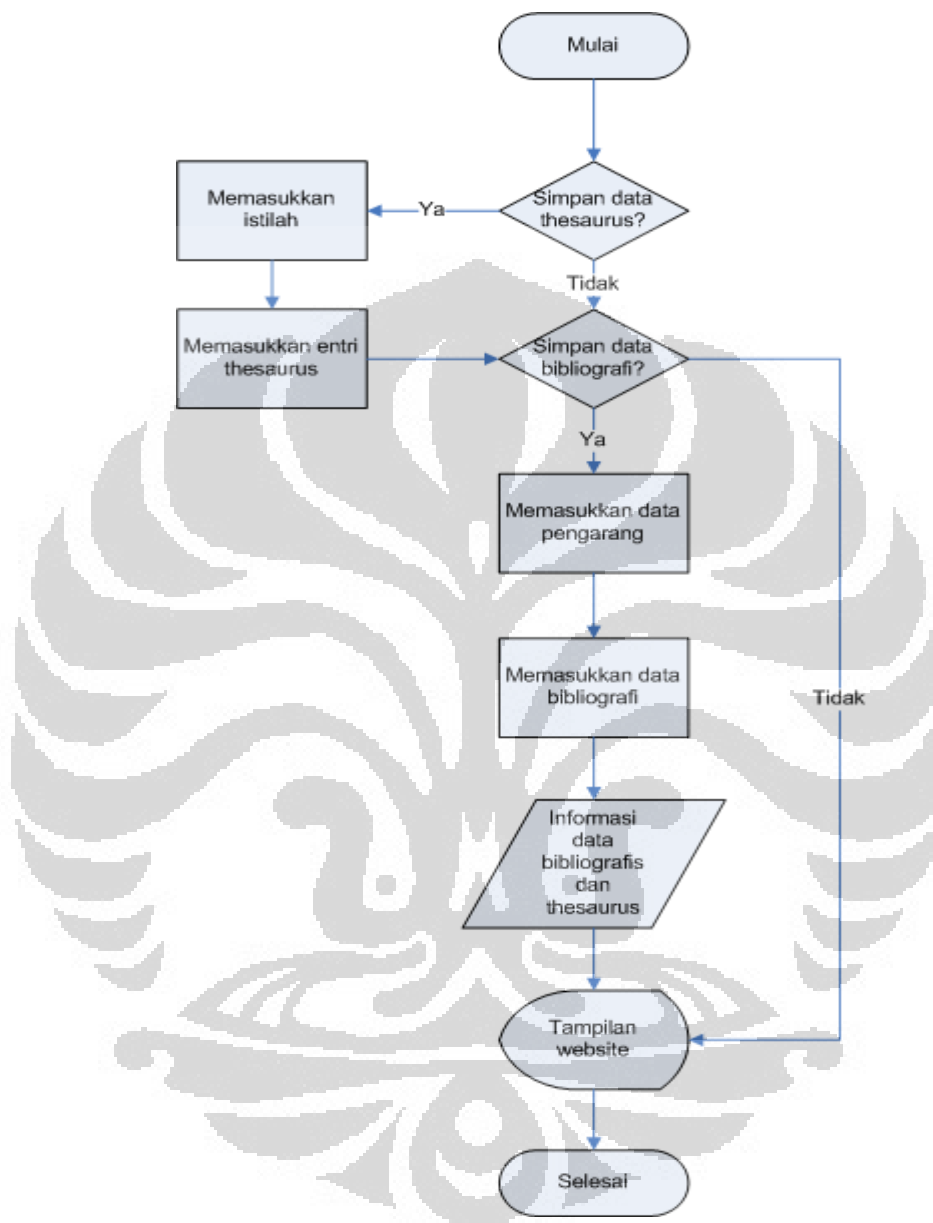 Mulai
Simpan data
thesaurus?
Ya
Memasukkan
istilah
Tidak
Memasukkan entri
thesaurus
Simpan data
bibliografi?
Ya
Memasukkan data
pengarang
Memasukkan data
bibliografi
Tidak
Informasi
data
bibliografis
dan
thesaurus
Tampilan
website
Selesai